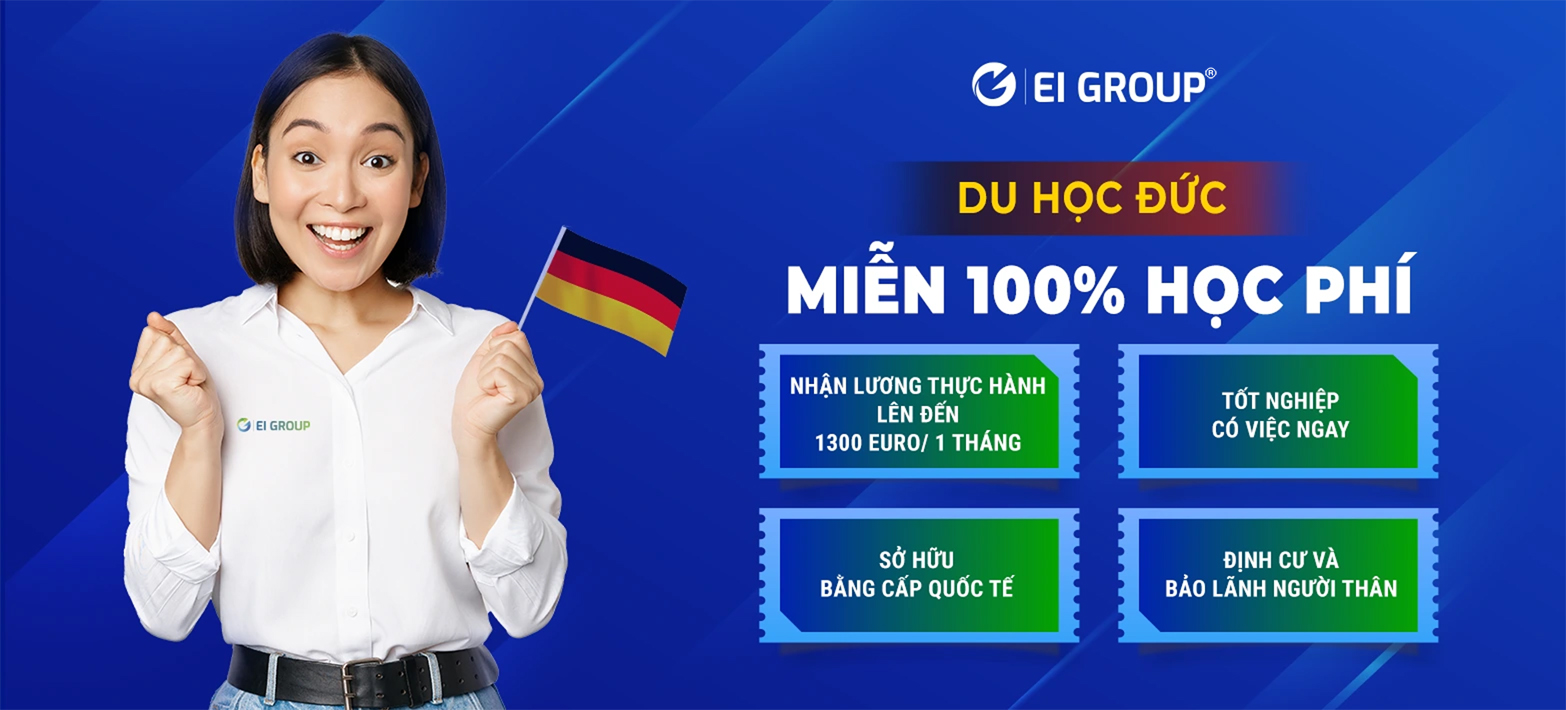 EI GROUP®
DU HỌC ĐỨC
MIỄN 100% HỌC PHÍ
NHẬN LƯƠNG THỰC HÀNH
LÊN ĐẾN
1300 EURO/ 1 THÁNG
TỐT NGHIỆP
CÓ VIỆC NGAY
SỞ HỮU
BẰNG CẤP QUỐC TẾ
ĐỊNH CƯ VÀ
BẢO LÃNH NGƯỜI THÂN
EI GROUP